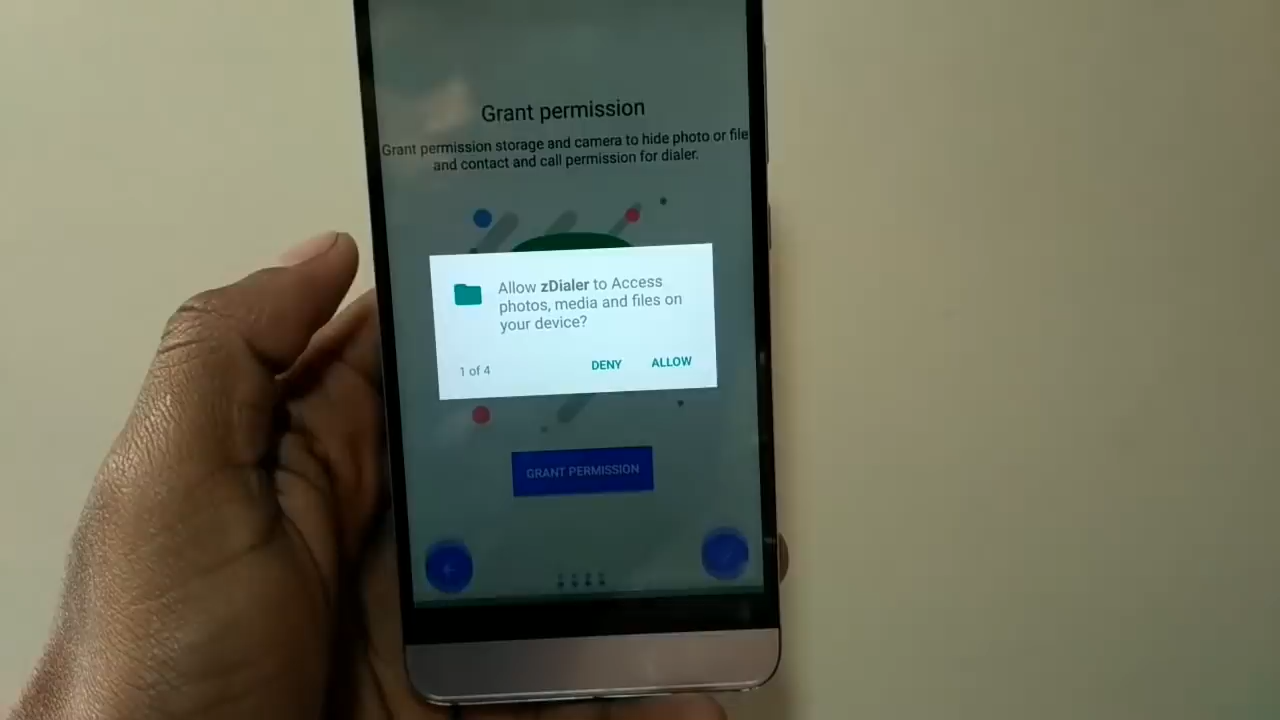 Grant permission
Grant permission storage and camera to hide photo or file
and contact and call permission for dialer.
Allow zDialer to Access
photos, media and files on
your device?
1 of 4
DENY
ALLOW
GRANT PERMISSION